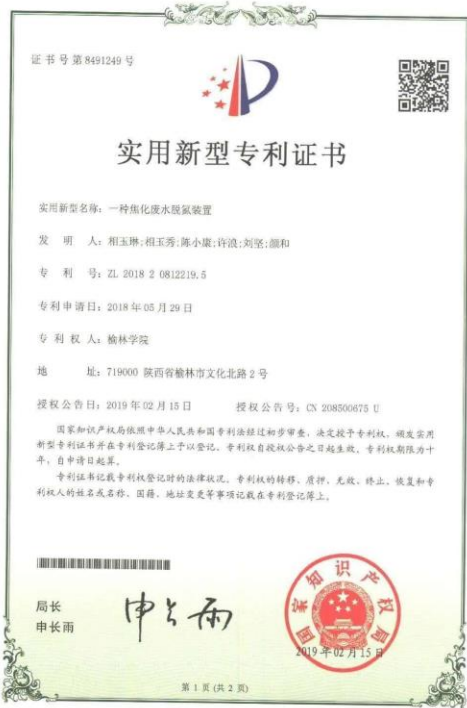 证书号第8491249号
实用新型专利证书
实用新型名称：一种焦化废水脱氮装置
发明人：相玉琳;相玉秀;陈小康;许浪;刘坚;颜和
专利号：ZL 2018 2 0812219.5
专利申请日：2018年05月29日
专利权人：榆林学院
地址：719000 陕西省榆林市文化北路2号
授权公告日：2019年02月15日 授权公告号：CN 208500675 U
国家知识产权局依照中华人民共和国专利法经过初步审查，决定授予专利权，颁发实用
新型专利证书并在专利登记簿上予以登记。专利权自授权公告之日起生效。专利权期限为十
年，自申请日起算。
专利证书记载专利权登记时的法律状况。专利权的转移、质押、无效、终止、恢复和专
利权人的姓名或名称、国籍、地址变更等事项记载在专利登记簿上。
局长
申长雨
申长雨
国家知识产权局
2019年02月15日
第1页(共2页)